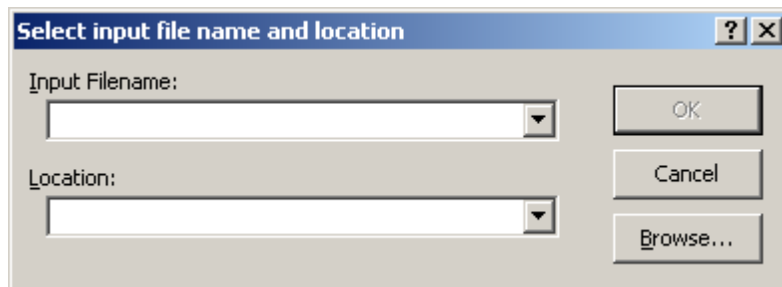 Select input file name and location
Input Filename:
OK
Location:
Cancel
Browse...